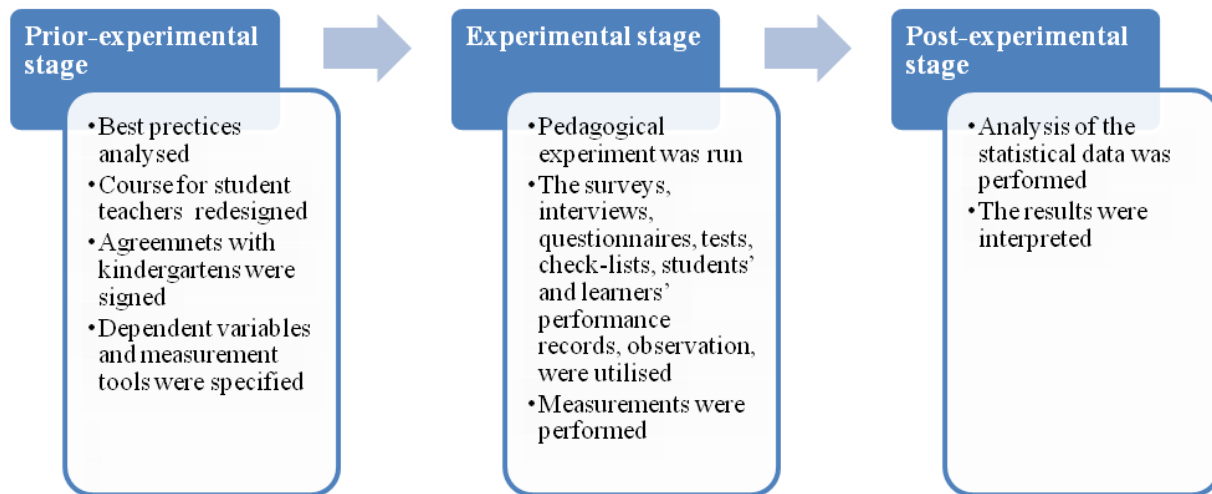 Prior-experimental
stage
•Best prectices
analysed
•Course for student
teachers redesigned
•Agreemnets with
kindergartens were
signed
•Dependent variables
and measurement
tools were specified
Experimental stage
•Pedagogical
experiment was run
•The surveys,
interviews,
questionnaires, tests,
check-lists, students’
and learners’
performance
records, observation,
were utilised
•Measurements were
performed
Post-experimental
stage
•Analysis of the
statistical data was
performed
•The results were
interpreted